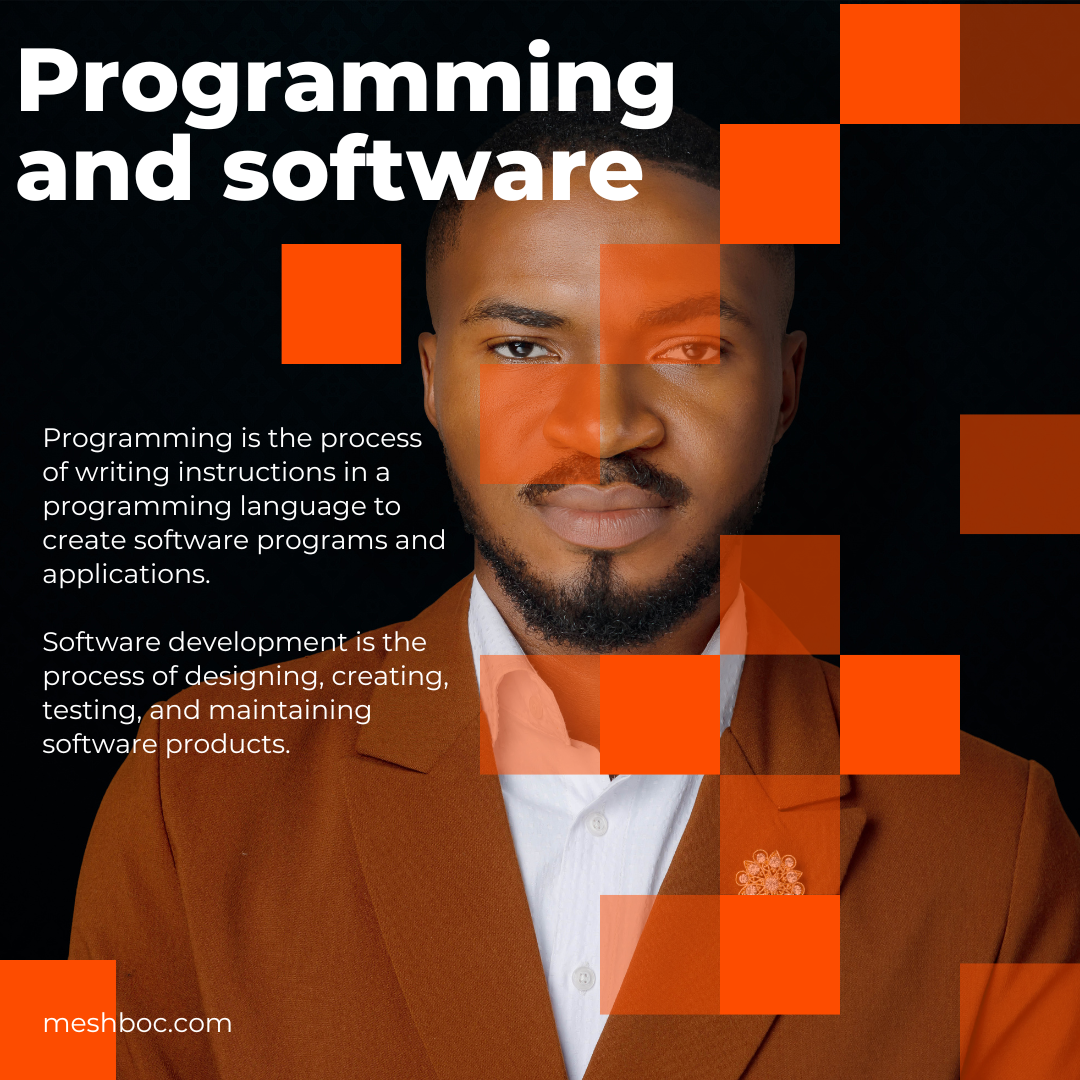 Programming
and software
Programming is the process
of writing instructions in a
programming language to
create software programs and
applications.
Software development is the
process of designing, creating,
testing, and maintaining
software products.
meshboc.com